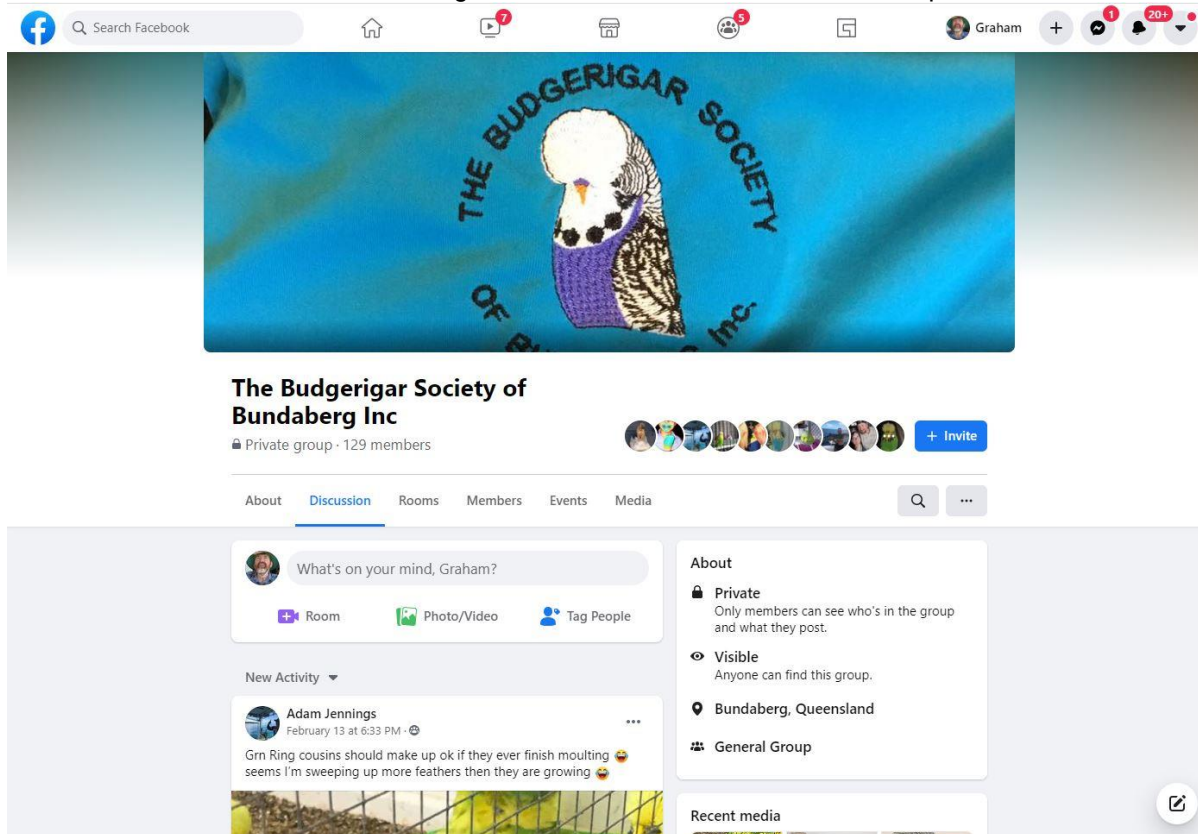 Search Facebook
7
5
Graham
1
20+
THE BUDGERIGAR SOCIETY
OF
Inc.
The Budgerigar Society of
Bundaberg Inc
Private group · 129 members
+ Invite
About Discussion Rooms Members Events Media
What's on your mind, Graham?
Room Photo/Video Tag People
New Activity
Adam Jennings
February 13 at 6:33 PM ·
Grn Ring cousins should make up ok if they ever finish moulting 😂
seems I'm sweeping up more feathers then they are growing 😂
About
Private
Only members can see who's in the group
and what they post.
Visible
Anyone can find this group.
Bundaberg, Queensland
General Group
Recent media